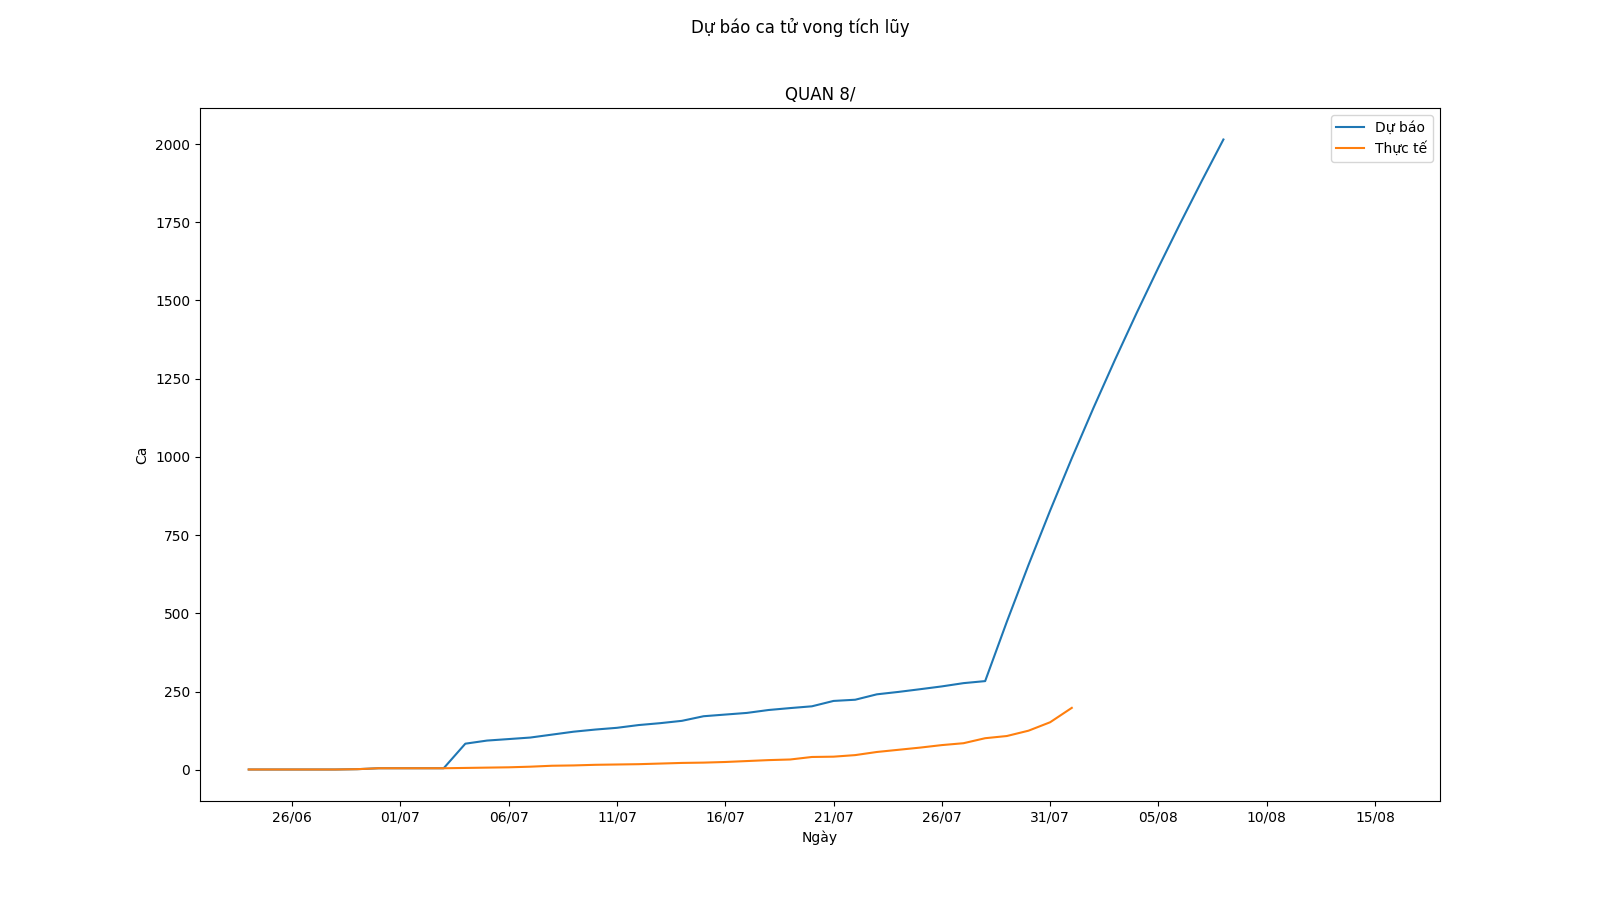 Dự báo ca tử vong tích lũy
QUAN 8/
Dự báo
Thực tế
2000
1750
1500
1250
1000
750
500
250
0
Ca
26/06 01/07 06/07 11/07 16/07 21/07 26/07 31/07 05/08 10/08 15/08
Ngày